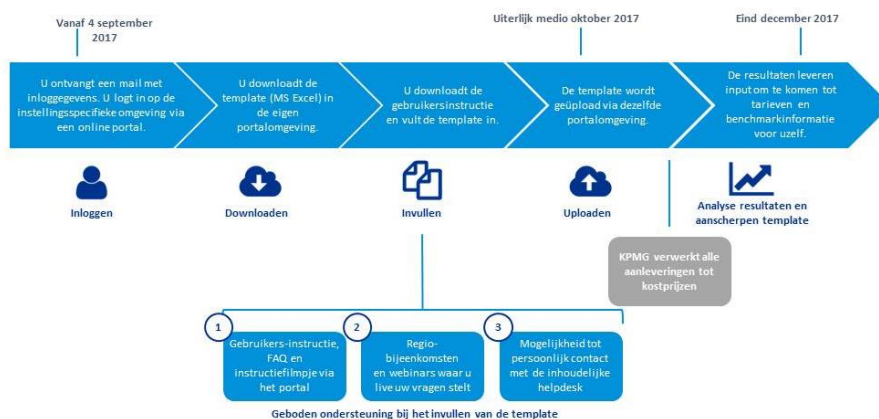 Vanaf 4 september
2017
Uiterlijk medio oktober 2017
Eind december 2017
U ontvangt een mail met
inloggegevens. U logt in op de
instellingsspecifieke omgeving via
een online portal.
U downloadt de
template (MS Excel) in
de eigen
portalomgeving.
U downloadt de
gebruikersinstructie
en vult de template in.
De template wordt
geüpload via dezelfde
portalomgeving.
De resultaten leveren
input om te komen tot
tarieven en
benchmarkinformatie
voor uzelf.
Inloggen
Downloaden
Invullen
Uploaden
Analyse resultaten en
aanscherpen template
KPMG verwerkt alle
aanleveringen tot
kostprijzen
1
Gebruikers-instructie,
FAQ en
instructiefilmpje via
het portal
2
Regio-
bijeenkomsten
en webinars waar u
live uw vragen stelt
3
Mogelijkheid tot
persoonlijk contact
met de inhoudelijke
helpdesk
Geboden ondersteuning bij het invullen van de template